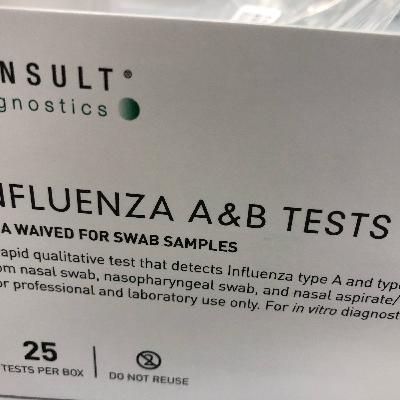 NSULT®
gnostics
NFLUENZA A&B TESTS
A WAIVED FOR SWAB SAMPLES
apid qualitative test that detects Influenza type A and typ
om nasal swab, nasopharyngeal swab, and nasal aspirate/
or professional and laboratory use only. For in vitro diagnost
25
TESTS PER BOX
DO NOT REUSE